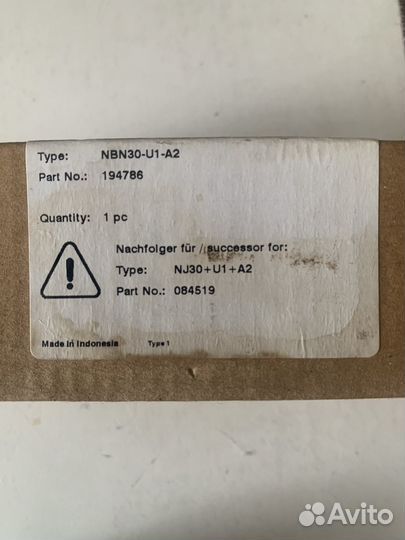 Type: NBN30-U1-A2
Part No.: 194786
Quantity: 1 pc
Nachfolger für / successor for:
Type: NJ30+U1+A2
Part No.: 084519
Made in Indonesia Type 1
Avito